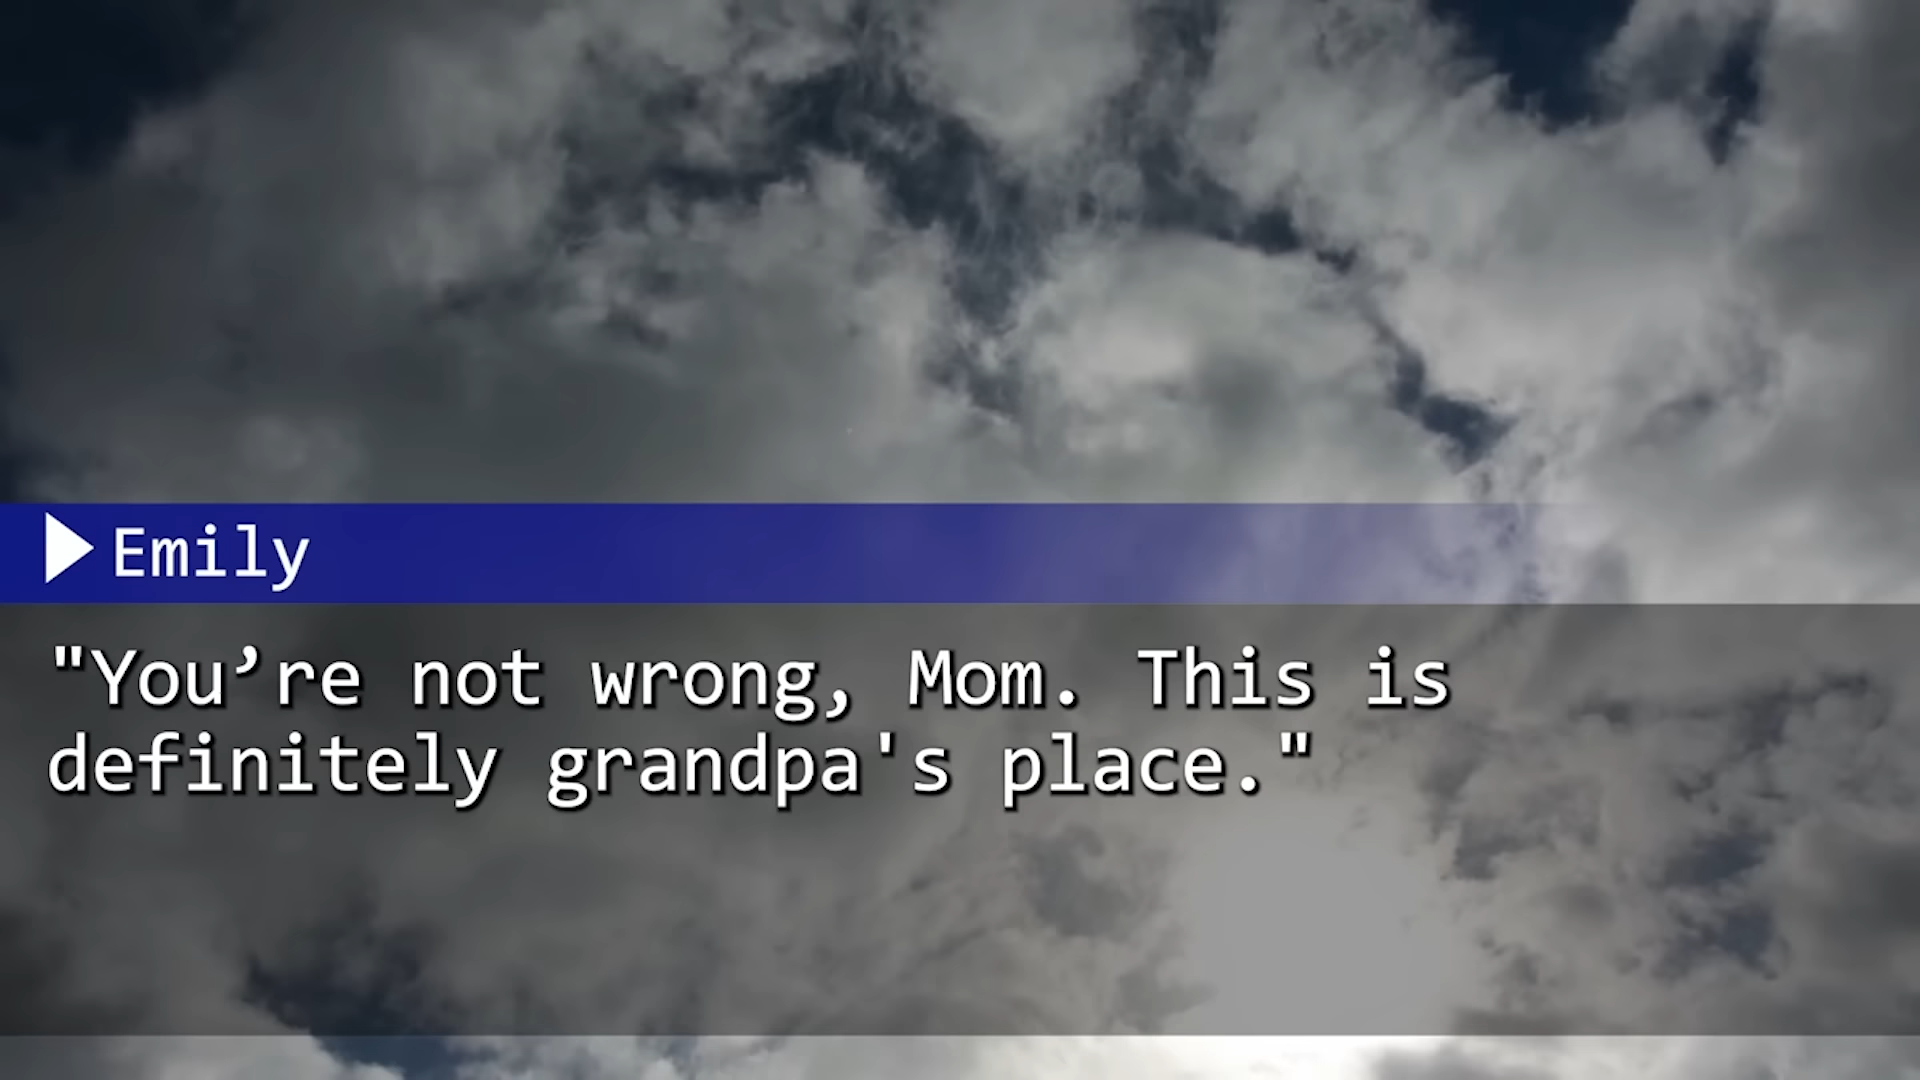 Emily
"You’re not wrong, Mom. This is
definitely grandpa's place."